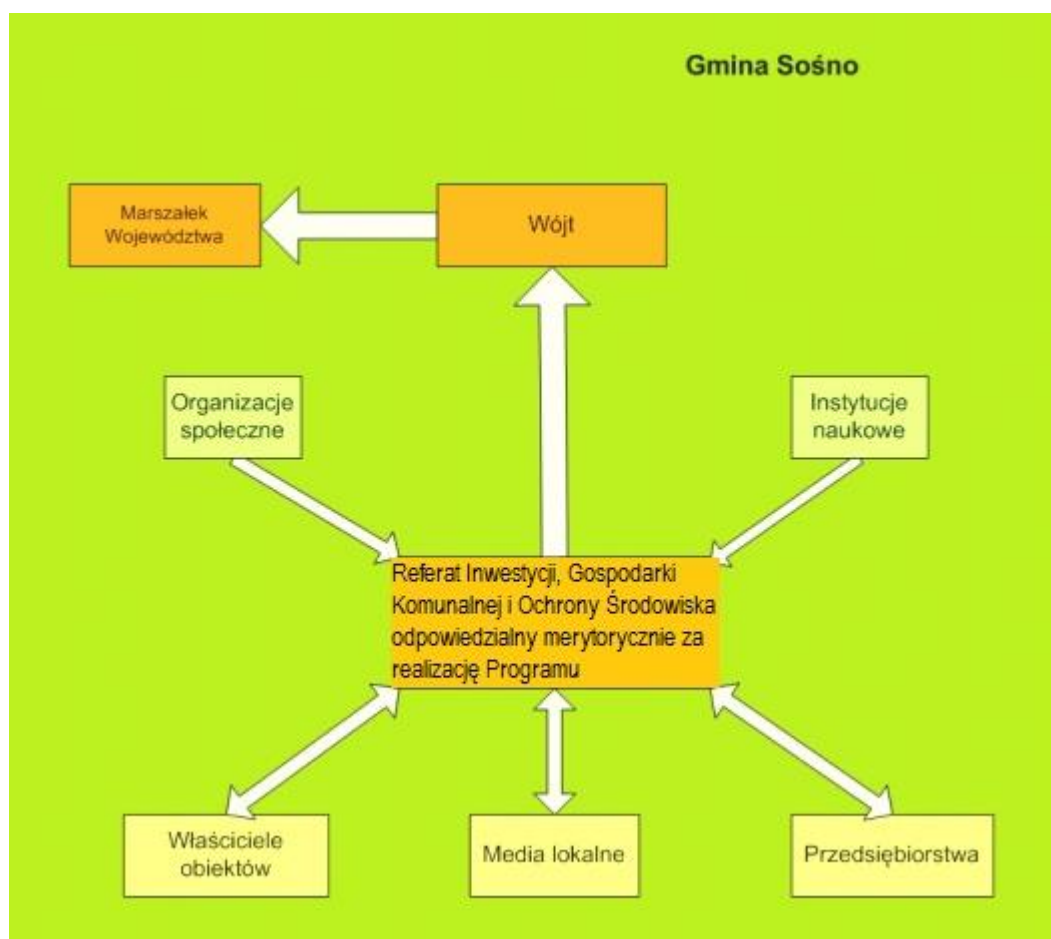 Gmina Sośno
Marszałek
Województwa
Wójt
Organizacje
społeczne
Instytucje
naukowe
Referat Inwestycji, Gospodarki
Komunalnej i Ochrony Środowiska
odpowiedzialny merytorycznie za
realizację Programu
Właściciele
obiektów
Media lokalne
Przedsiębiorstwa